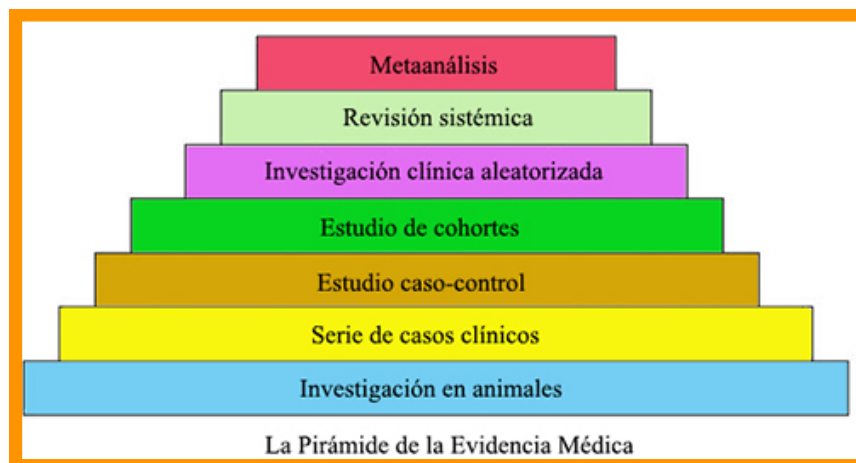 Metaanálisis
Revisión sistémica
Investigación clínica aleatorizada
Estudio de cohortes
Estudio caso-control
Serie de casos clínicos
Investigación en animales
La Pirámide de la Evidencia Médica